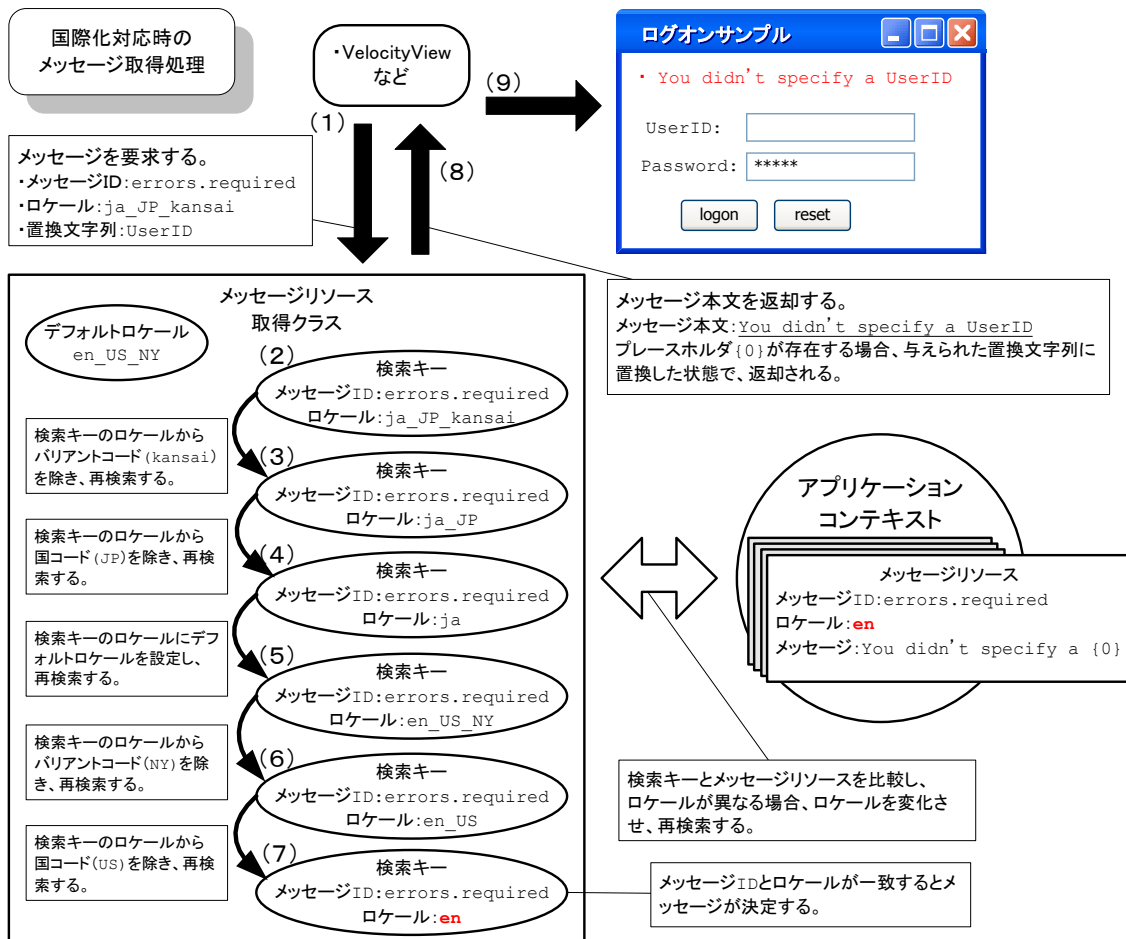 国際化対応時の
メッセージ取得処理
・VelocityView
など
(1)
(8)
(9)
ログオンサンプル
・ You didn't specify a UserID
UserID:
Password: *****
logon reset
メッセージを要求する。
・メッセージID:errors.required
・ロケール:ja_JP_kansai
・置換文字列:UserID
メッセージ本文を返却する。
メッセージ本文:You didn't specify a UserID
プレースホルダ{0}が存在する場合、与えられた置換文字列に
置換した状態で、返却される。
メッセージリソース
取得クラス
デフォルトロケール
en_US_NY
(2)
検索キー
メッセージID:errors.required
ロケール:ja_JP_kansai
検索キーのロケールから
バリアントコード(kansai)
を除き、再検索する。
(3)
検索キー
メッセージID:errors.required
ロケール:ja_JP
検索キーのロケールから
国コード(JP)を除き、再検
索する。
(4)
検索キー
メッセージID:errors.required
ロケール:ja
検索キーのロケールにデフ
ォルトロケールを設定し、
再検索する。
(5)
検索キー
メッセージID:errors.required
ロケール:en_US_NY
検索キーのロケールから
バリアントコード(NY)を除
き、再検索する。
(6)
検索キー
メッセージID:errors.required
ロケール:en_US
検索キーのロケールから
国コード(US)を除き、再検
索する。
(7)
検索キー
メッセージID:errors.required
ロケール:en
アプリケーション
コンテキスト
メッセージリソース
メッセージID:errors.required
ロケール:en
メッセージ:You didn't specify a {0}
検索キーとメッセージリソースを比較し、
ロケールが異なる場合、ロケールを変化さ
せ、再検索する。
メッセージIDとロケールが一致するとメ
ッセージが決定する。